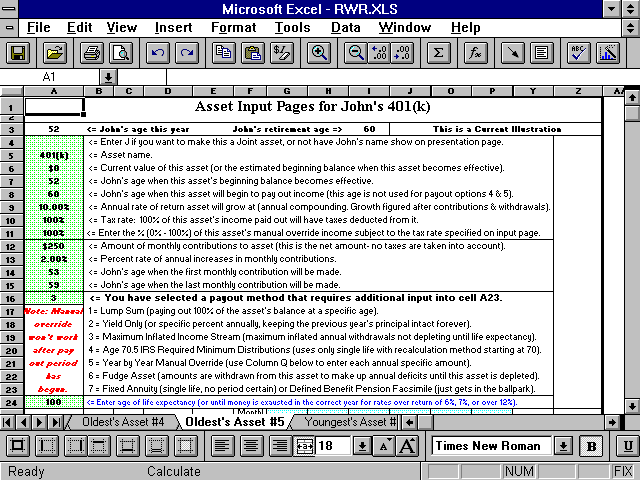 Microsoft Excel - RWR.XLS
File Edit View Insert Format Tools Data Window Help
A1
A B C D E F G H I J O P Y Z
1 Asset Input Pages for John's 401(k)
2
3 52 <= John's age this year John's retirement age => 60 This is a Current Illustration
4 <= Enter J if you want to make this a Joint asset, or not have John's name show on presentation page.
5 401(k) <= Asset name.
6 $0 <= Current value of this asset (or the estimated beginning balance when this asset becomes effective).
7 52 <= John's age when this asset's beginning balance becomes effective.
8 60 <= John's age when this asset will begin to pay out income (this age is not used for payout options 4 & 5).
9 10.00% <= Annual rate of return asset will grow at (annual compounding. Growth figured after contributions & withdrawls).
10 100% <= Tax rate: 100% of this asset's income paid out will have taxes deducted from it.
11 100% <= Enter the % (0% - 100%) of this asset's manual override income subject to the tax rate specified on input page.
12 $250 <= Amount of monthly contributions to asset (this is the net amount- no taxes are taken into account).
13 2.00% <= Percent rate of annual increases in monthly contributions.
14 53 <= John's age when the first monthly contribution will be made.
15 59 <= John's age when the last monthly contribution will be made.
16 3 <= You have selected a payout method that requires additional input into cell A23.
17 Note: Manual 1= Lump Sum (paying out 100% of the asset's balance at a specific age).
18 override 2= Yield Only (or specific percent annually, keeping the previous year's principal intact forever).
19 won't work 3= Maximum Inflated Income Stream (maximum inflated annual withdrawals not depleting until life expectancy).
20 after pay 4= Age 70.5 IRS Required Minimum Distributions (uses only single life with recalculation method starting at 70).
21 out period 5= Year by Year Manual Override (use Column Q below to enter each annual specific amount).
22 has 6= Fudge Asset (amounts are withdrawn from this asset to make up annual deficits until this asset is depleted).
23 begun. 7= Fixed Annuity (single life, no period certain) or Defined Benefit Pension Facsimile (just gets in the ballpark).
24 100 <= Enter age of life expectancy (or until money is exausted in the correct year for rates over return of 6%, 7%, or over 12%).
Monthl
Oldest's Asset #4 Oldest's Asset #5 Youngest's Asset #
18 A A Times New Roman B U
Ready Calculate NUM FIX